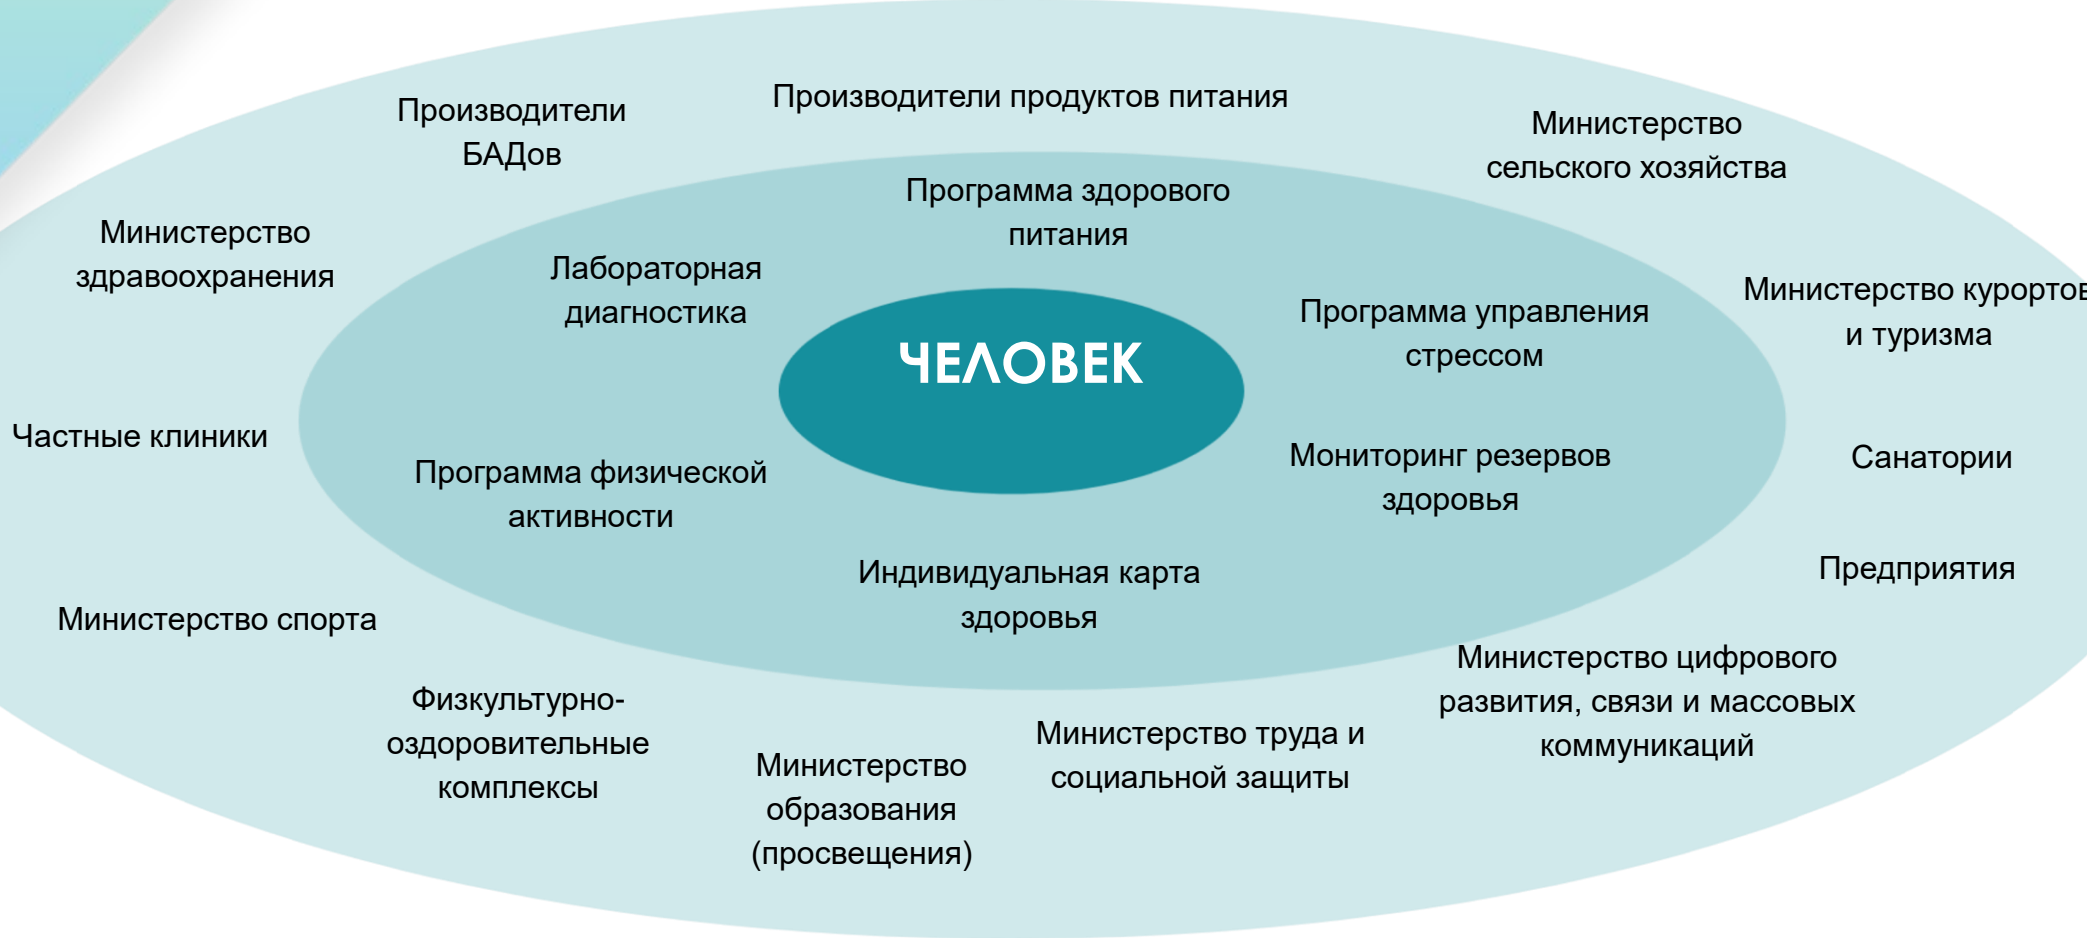 Производители продуктов питания
Производители
БАДов
Министерство
сельского хозяйства
Программа здорового
питания
Министерство
здравоохранения
Лабораторная
диагностика
Министерство курортов
и туризма
Программа управления
стрессом
ЧЕЛОВЕК
Частные клиники
Мониторинг резервов
здоровья
Санатории
Программа физической
активности
Предприятия
Индивидуальная карта
здоровья
Министерство спорта
Министерство цифрового
развития, связи и массовых
коммуникаций
Физкультурно-
оздоровительные
комплексы
Министерство труда и
социальной защиты
Министерство
образования
(просвещения)